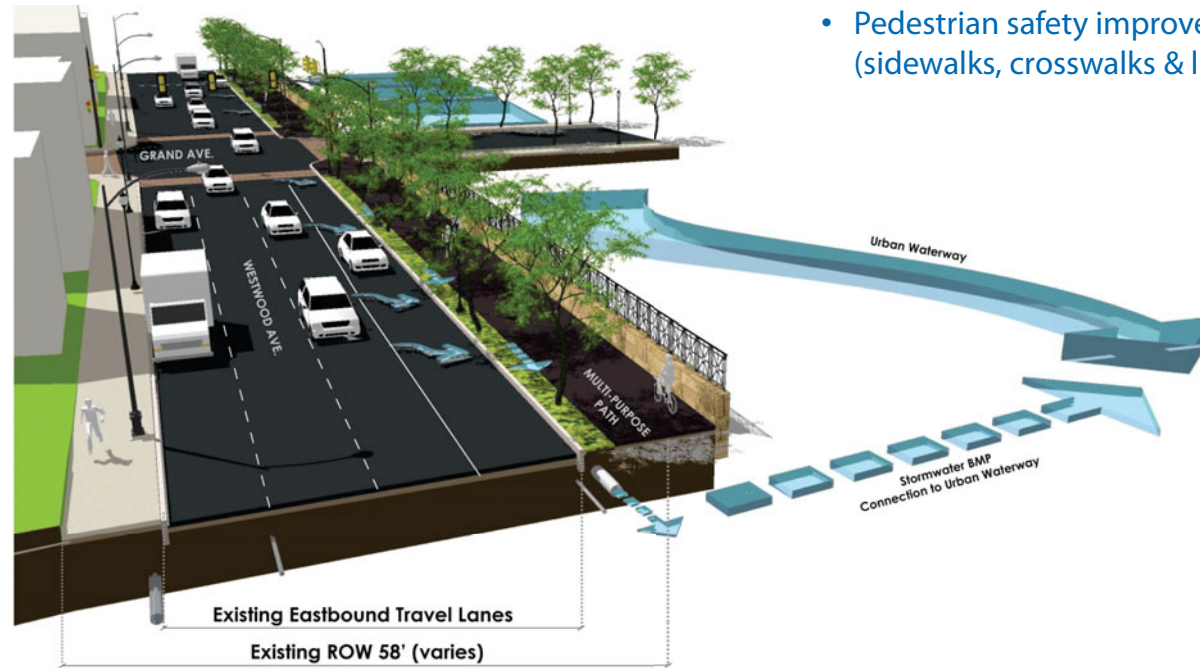 • Pedestrian safety improve
(sidewalks, crosswalks &
GRAND AVE.
Urban Waterway
WESTWOOD AVE.
MULTI-PURPOSE
PATH
Stormwater BMP
Connection to Urban Waterway
Existing Eastbound Travel Lanes
Existing ROW 58' (varies)